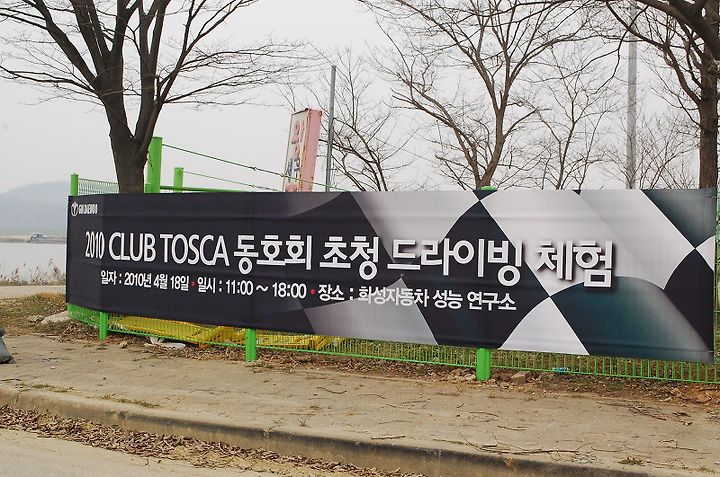 GM DAEWOO
2010 CLUB TOSCA 동호회 초청 드라이빙 체험
일자 : 2010년 4월 18일 • 일시 : 11:00 ~ 18:00 • 장소 : 화성자동차 성능 연구소